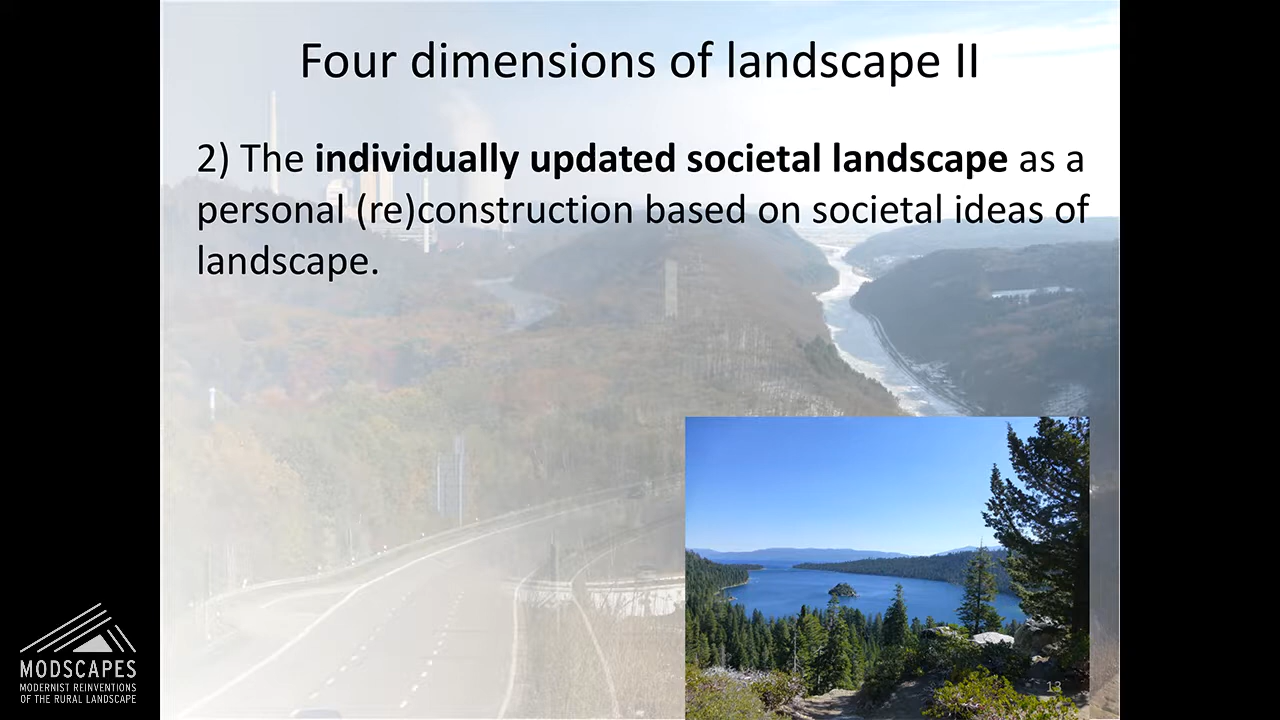 Four dimensions of landscape II
2) The individually updated societal landscape as a
personal (re)construction based on societal ideas of
landscape.
13
MODSCAPES
MODERNIST REINVENTIONS
OF THE RURAL LANDSCAPE